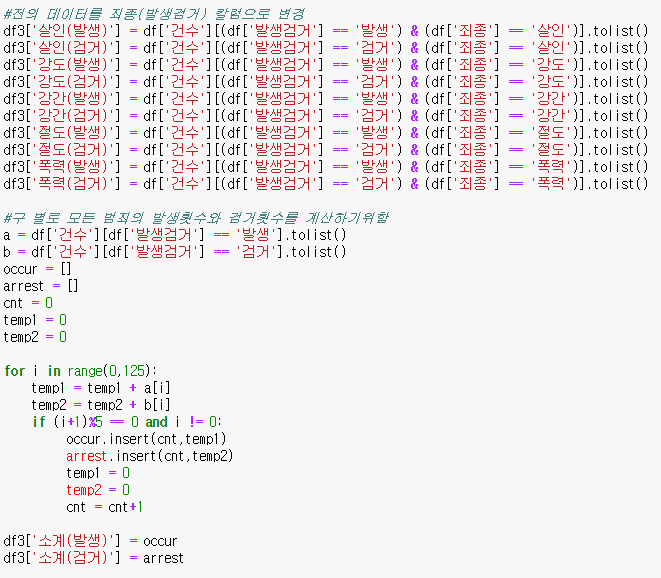 #전의 데이터를 죄종(발생검거) 칼럼으로 변경
df3['살인(발생)'] = df['건수'][(df['발생검거'] == '발생') & (df['죄종'] == '살인')].tolist()
df3['살인(검거)'] = df['건수'][(df['발생검거'] == '검거') & (df['죄종'] == '살인')].tolist()
df3['강도(발생)'] = df['건수'][(df['발생검거'] == '발생') & (df['죄종'] == '강도')].tolist()
df3['강도(검거)'] = df['건수'][(df['발생검거'] == '검거') & (df['죄종'] == '강도')].tolist()
df3['강간(발생)'] = df['건수'][(df['발생검거'] == '발생') & (df['죄종'] == '강간')].tolist()
df3['강간(검거)'] = df['건수'][(df['발생검거'] == '검거') & (df['죄종'] == '강간')].tolist()
df3['절도(발생)'] = df['건수'][(df['발생검거'] == '발생') & (df['죄종'] == '절도')].tolist()
df3['절도(검거)'] = df['건수'][(df['발생검거'] == '검거') & (df['죄종'] == '절도')].tolist()
df3['폭력(발생)'] = df['건수'][(df['발생검거'] == '발생') & (df['죄종'] == '폭력')].tolist()
df3['폭력(검거)'] = df['건수'][(df['발생검거'] == '검거') & (df['죄종'] == '폭력')].tolist()
#구 별로 모든 범죄의 발생횟수와 검거횟수를 계산하기위함
a = df['건수'][df['발생검거'] == '발생'].tolist()
b = df['건수'][df['발생검거'] == '검거'].tolist()
occur = []
arrest = []
cnt = 0
temp1 = 0
temp2 = 0
for i in range(0,125):
    temp1 = temp1 + a[i]
    temp2 = temp2 + b[i]
    if (i+1)%5 == 0 and i != 0:
        occur.insert(cnt,temp1)
        arrest.insert(cnt,temp2)
        temp1 = 0
        temp2 = 0
        cnt = cnt+1
df3['소계(발생)'] = occur
df3['소계(검거)'] = arrest